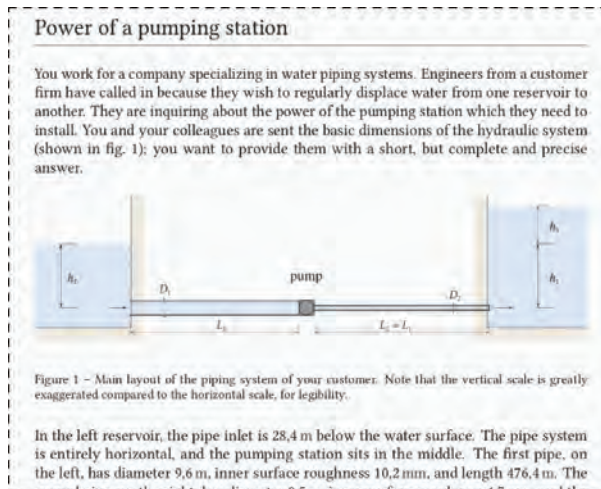 Power of a pumping station
You work for a company specializing in water piping systems. Engineers from a customer
firm have called in because they wish to regularly displace water from one reservoir to
another. They are inquiring about the power of the pumping station which they need to
install. You and your colleagues are sent the basic dimensions of the hydraulic system
(shown in fig. 1); you want to provide them with a short, but complete and precise
answer.
pump
D₁
D₂
L₁
Figure 1 – Main layout of the piping system of your customer. Note that the vertical scale is greatly
exaggerated compared to the horizontal scale, for legibility.
In the left reservoir, the pipe inlet is 28,4 m below the water surface. The pipe system
is entirely horizontal, and the pumping station sits in the middle. The first pipe, on
the left, has diameter 9,6 m, inner surface roughness 10,2 mm, and length 476,4 m. The